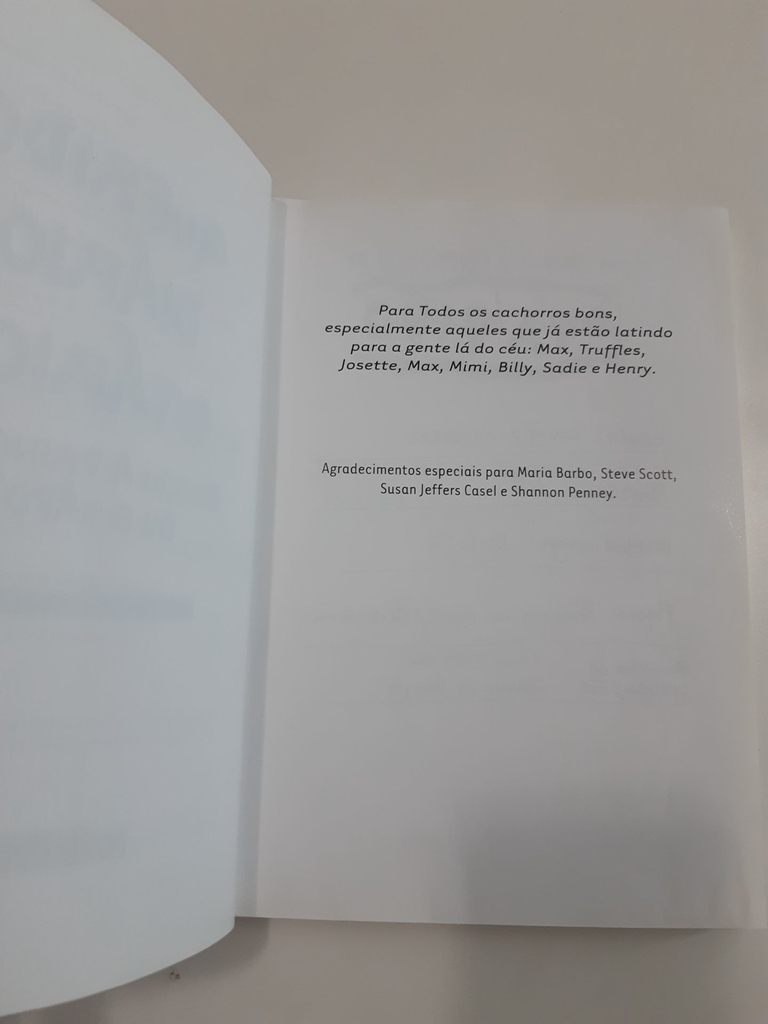 Para Todos os cachorros bons,
especialmente aqueles que já estão latindo
para a gente lá do céu: Max, Truffles,
Josette, Max, Mimi, Billy, Sadie e Henry.
Agradecimentos especiais para Maria Barbo, Steve Scott,
Susan Jeffers Casel e Shannon Penney.